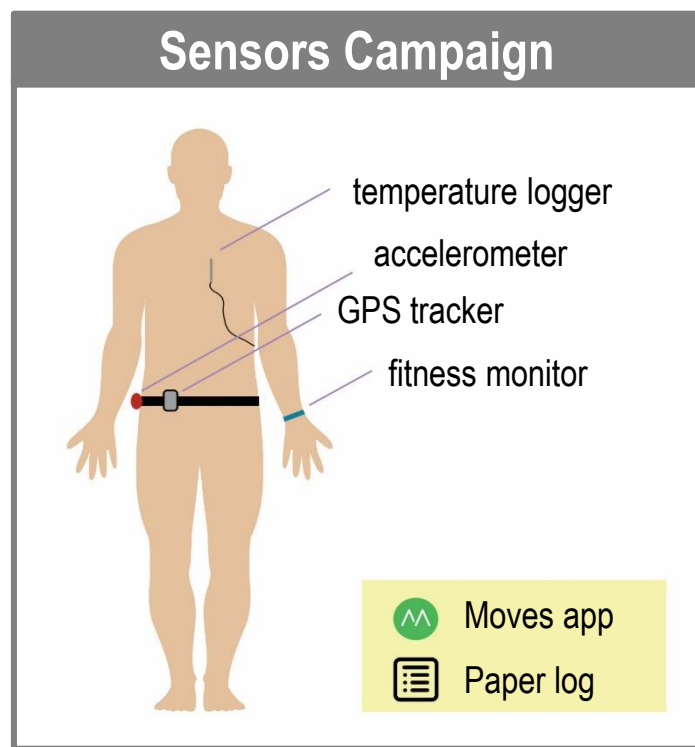 Sensors Campaign
temperature logger
accelerometer
GPS tracker
fitness monitor
Moves app
Paper log